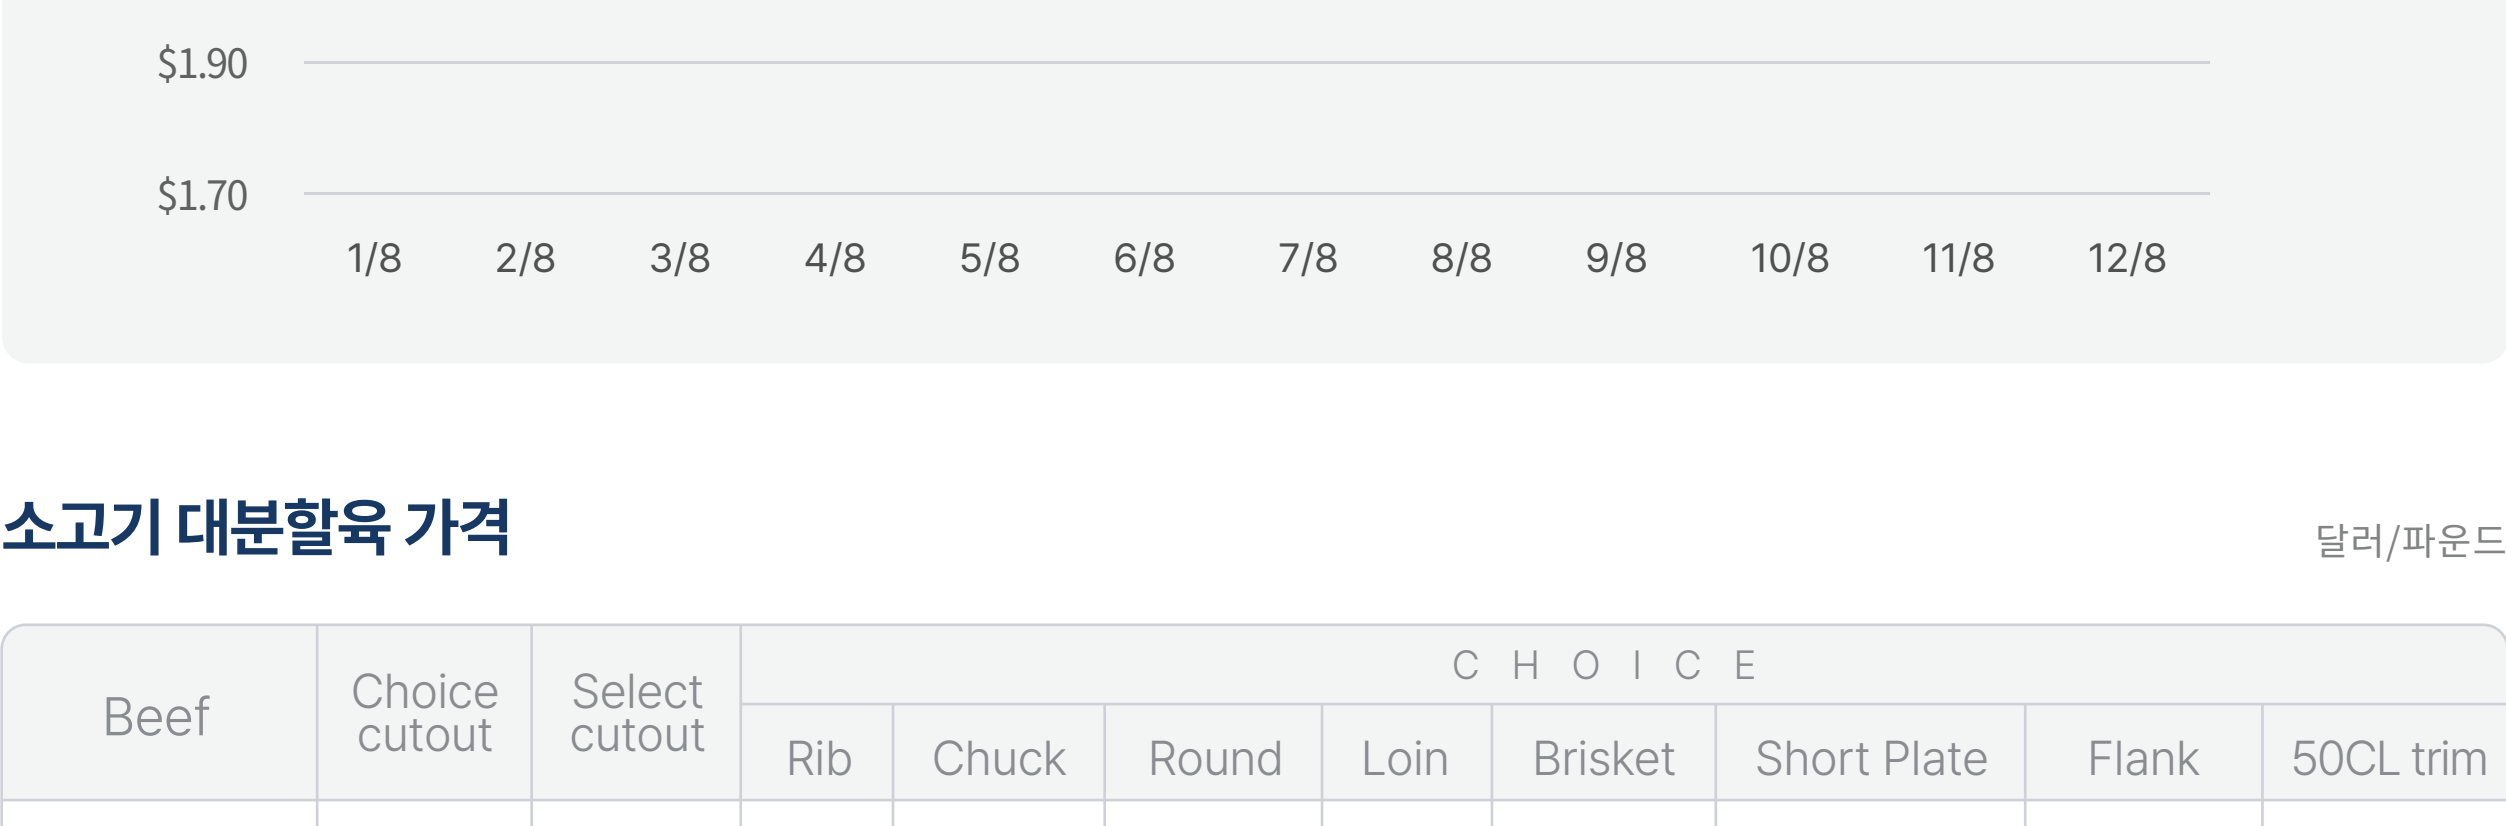 $1.90
$1.70
1/8 2/8 3/8 4/8 5/8 6/8 7/8 8/8 9/8 10/8 11/8 12/8
소고기 대분할육 가격
달러/파운드
Beef
Choice
cutout
Select
cutout
CHOICE
Rib Chuck Round Loin Brisket Short Plate Flank 50CL trim